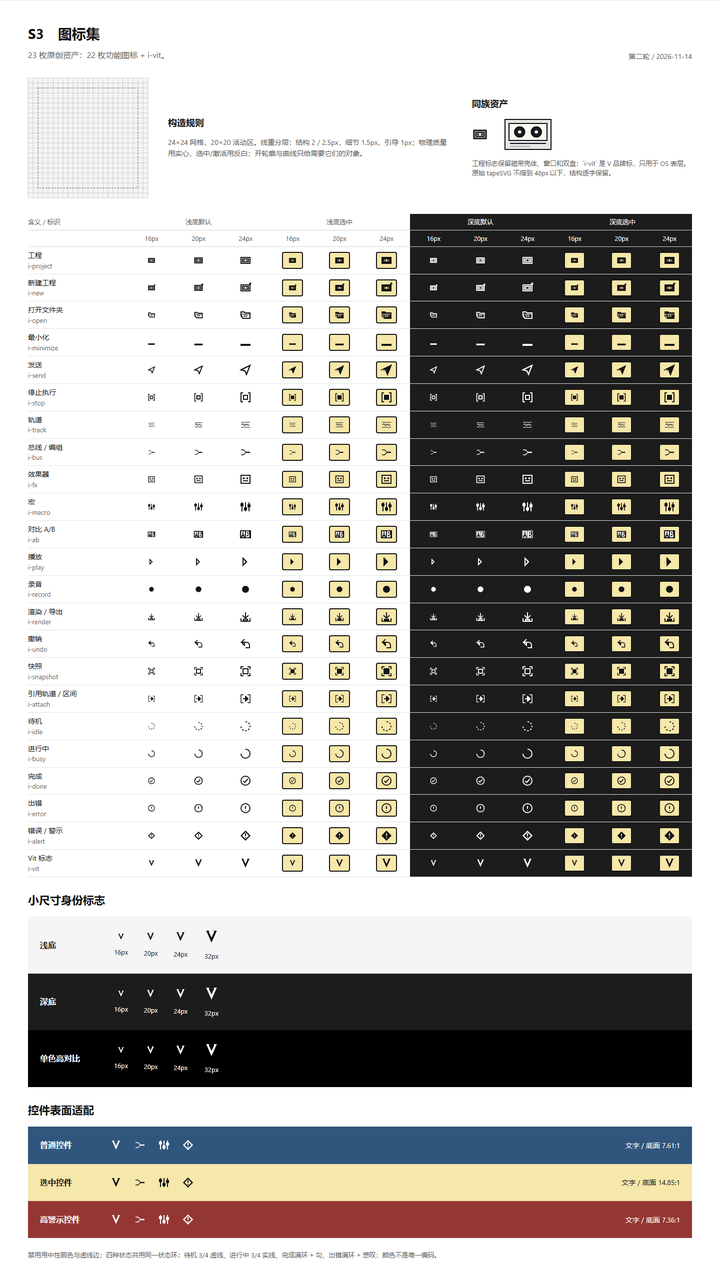 S3　图标集
23 枚原创资产：22 枚功能图标 + i-vit。
第二轮 / 2026-11-14
同族资产
构造规则
24×24 网格、20×20 活动区。线重分层：结构 2 / 2.5px，细节 1.5px，引导 1px；物理质量
用实心，选中/激活用反白；开轮廓与曲线只给需要它们的对象。
工程标志保留磁带壳体、窗口和双盘；`i-vit` 是 V 品牌标，只用于 OS 表层。
原始 tapeSVG 不缩到 48px 以下，结构逐字保留。
含义 / 标识 浅底默认 浅底选中 深底默认 深底选中
16px 20px 24px 16px 20px 24px 16px 20px 24px 16px 20px 24px
工程
i-project
新建工程
i-new
打开文件夹
i-open
最小化
i-minimize
发送
i-send
停止执行
i-stop
轨道
i-track
总线 / 编组
i-bus
效果器
i-fx
宏
i-macro
对比 A/B
i-ab
播放
i-play
录音
i-record
渲染 / 导出
i-render
撤销
i-undo
快照
i-snapshot
引用轨道 / 区间
i-attach
待机
i-idle
进行中
i-busy
完成
i-done
出错
i-error
错误 / 警示
i-alert
Vit 标志
i-vit
小尺寸身份标志
浅底
16px 20px 24px 32px
深底
16px 20px 24px 32px
单色高对比
16px 20px 24px 32px
控件表面适配
普通控件 文字 / 底面 7.61:1
选中控件 文字 / 底面 14.85:1
高警示控件 文字 / 底面 7.36:1
禁用用中性颜色与虚线边；四种状态共用同一状态环：待机 3/4 虚线、进行中 3/4 实线、完成满环 + 勾、出错满环 + 想叹；颜色不是唯一编码。